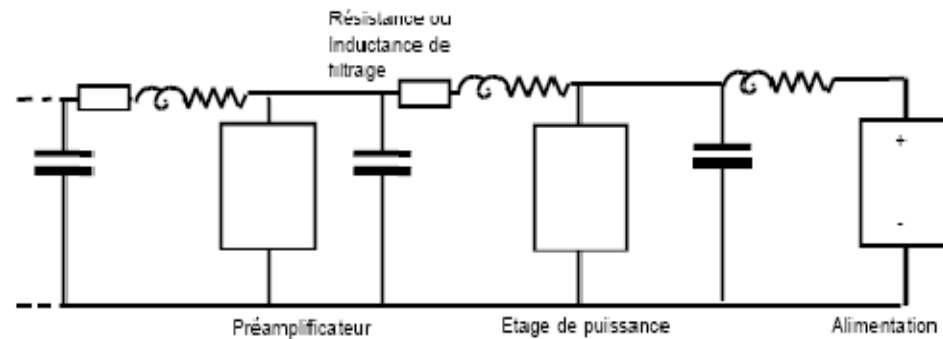 Résistance ou
Inductance de
filtrage
+
-
Préamplificateur
Etage de puissance
Alimentation